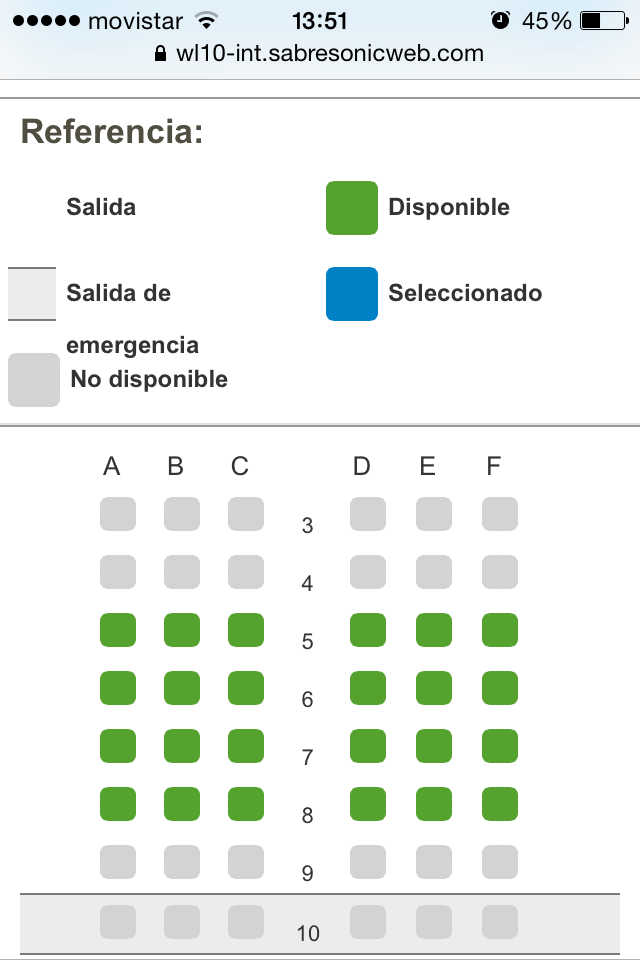 movistar 13:51 45%
wl10-int.sabresonicweb.com
Referencia:
Salida Disponible
Salida de Seleccionado
emergencia
No disponible
A B C D E F
3
4
5
6
7
8
9
10